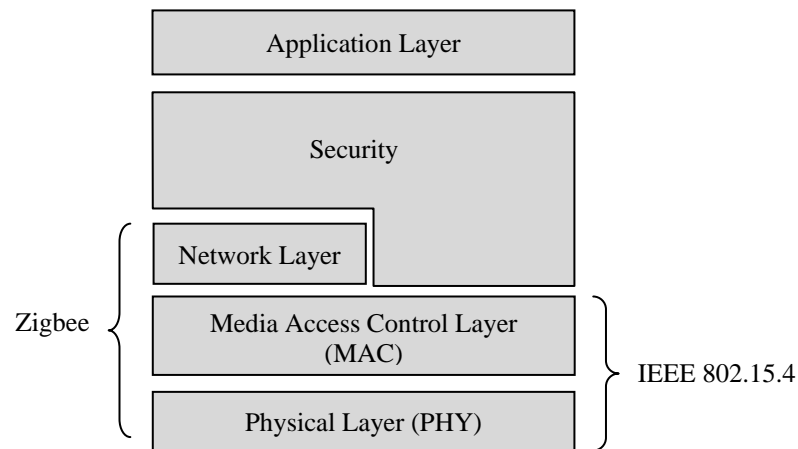 Application Layer
Security
Network Layer
Zigbee
Media Access Control Layer
(MAC)
IEEE 802.15.4
Physical Layer (PHY)